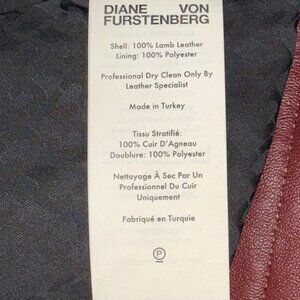 DIANE VON
FURSTENBERG
Shell: 100% Lamb Leather
Lining: 100% Polyester
Professional Dry Clean Only By
Leather Specialist
Made in Turkey
Tissu Stratifié:
100% Cuir D'Agneau
Doublure: 100% Polyester
Nettoyage À Sec Par Un
Professionnel Du Cuir
Uniquement
Fabriqué en Turquie
P